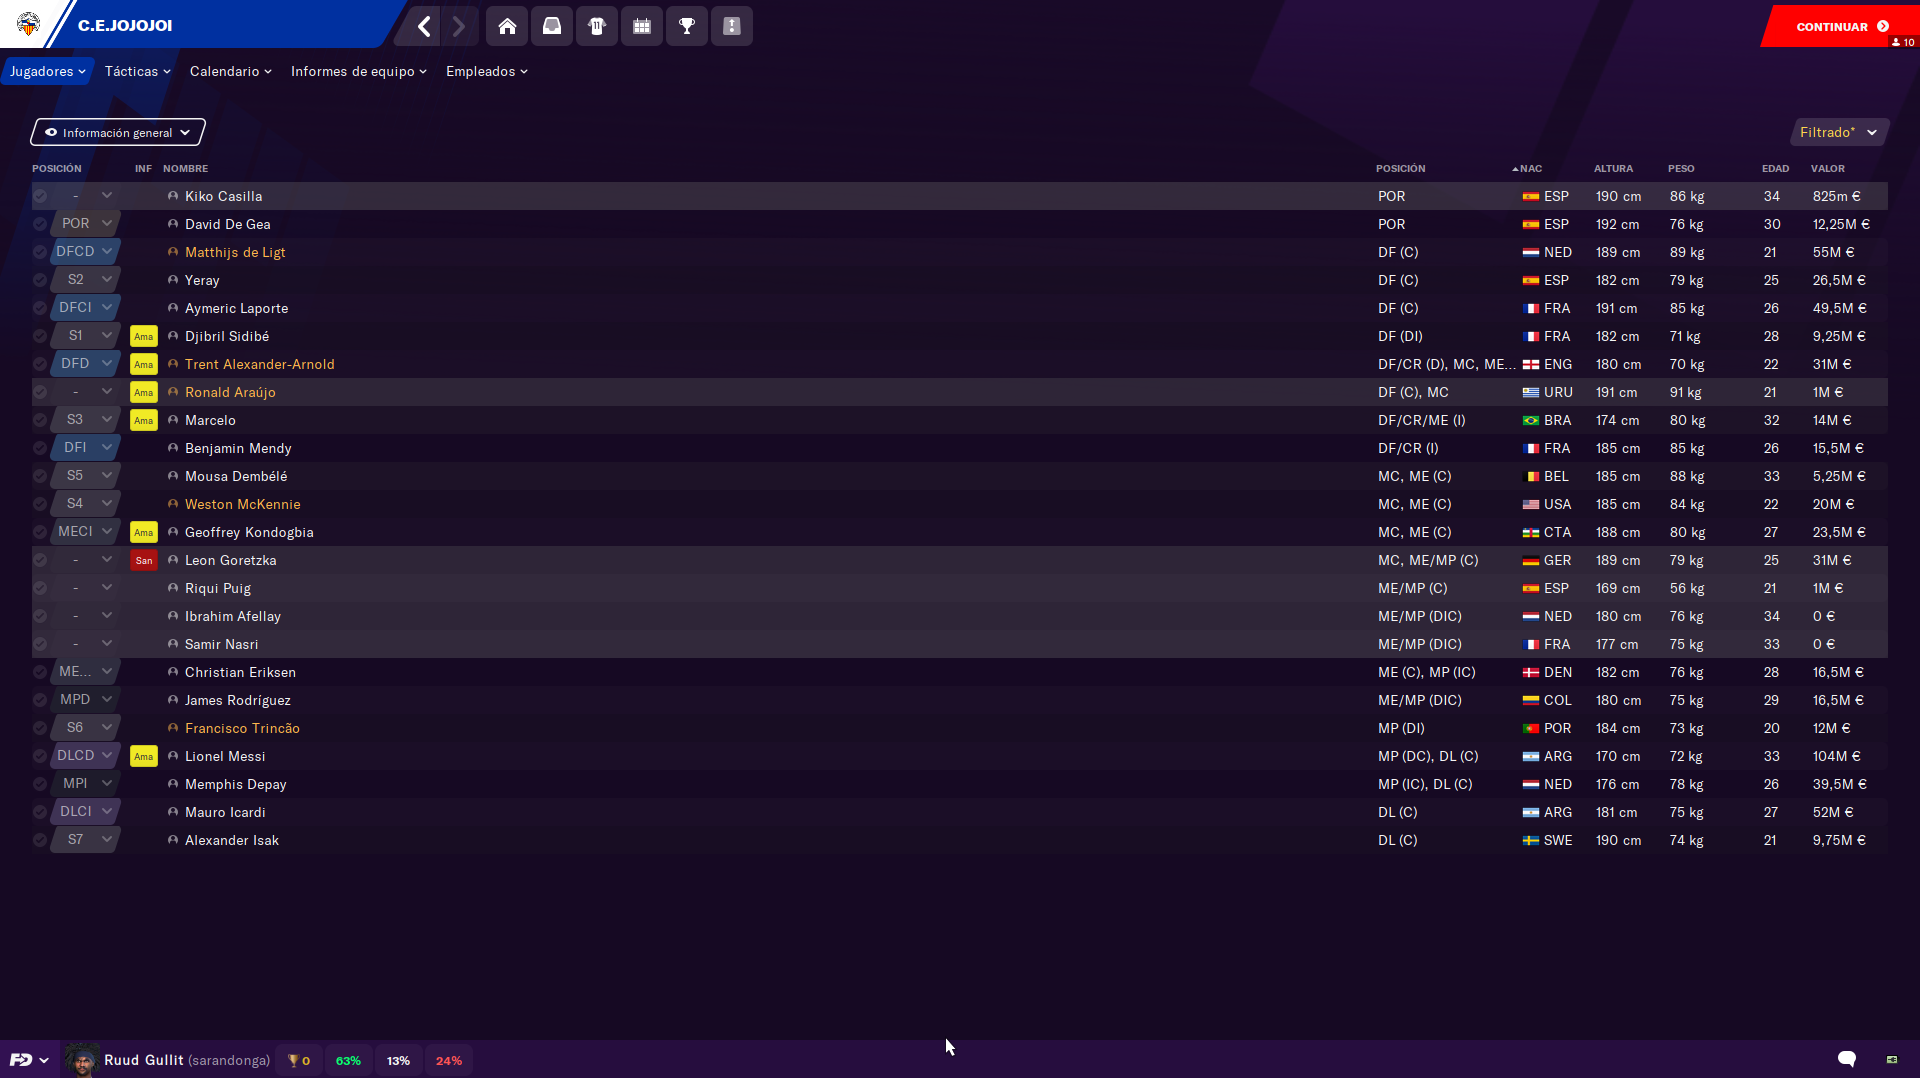 C.E.JOJOJOI
11
CONTINUAR
10
Jugadores Tácticas Calendario Informes de equipo Empleados
Información general Filtrado*
POSICIÓN INF NOMBRE POSICIÓN NAC ALTURA PESO EDAD VALOR
- Kiko Casilla POR ESP 190 cm 86 kg 34 825m €
POR David De Gea POR ESP 192 cm 76 kg 30 12,25M €
DFCD Matthijs de Ligt DF (C) NED 189 cm 89 kg 21 55M €
S2 Yeray DF (C) ESP 182 cm 79 kg 25 26,5M €
DFCI Aymeric Laporte DF (C) FRA 191 cm 85 kg 26 49,5M €
S1 Ama Djibril Sidibé DF (DI) FRA 182 cm 71 kg 28 9,25M €
DFD Ama Trent Alexander-Arnold DF/CR (D), MC, ME... ENG 180 cm 70 kg 22 31M €
- Ama Ronald Araújo DF (C), MC URU 191 cm 91 kg 21 1M €
S3 Ama Marcelo DF/CR/ME (I) BRA 174 cm 80 kg 32 14M €
DFI Benjamin Mendy DF/CR (I) FRA 185 cm 85 kg 26 15,5M €
S5 Mousa Dembélé MC, ME (C) BEL 185 cm 88 kg 33 5,25M €
S4 Weston McKennie MC, ME (C) USA 185 cm 84 kg 22 20M €
MECI Ama Geoffrey Kondogbia MC, ME (C) CTA 188 cm 80 kg 27 23,5M €
- San Leon Goretzka MC, ME/MP (C) GER 189 cm 79 kg 25 31M €
- Riqui Puig ME/MP (C) ESP 169 cm 56 kg 21 1M €
- Ibrahim Afellay ME/MP (DIC) NED 180 cm 76 kg 34 0 €
- Samir Nasri ME/MP (DIC) FRA 177 cm 75 kg 33 0 €
ME... Christian Eriksen ME (C), MP (IC) DEN 182 cm 76 kg 28 16,5M €
MPD James Rodríguez ME/MP (DIC) COL 180 cm 75 kg 29 16,5M €
S6 Francisco Trincão MP (DI) POR 184 cm 73 kg 20 12M €
DLCD Ama Lionel Messi MP (DC), DL (C) ARG 170 cm 72 kg 33 104M €
MPI Memphis Depay MP (IC), DL (C) NED 176 cm 78 kg 26 39,5M €
DLCI Mauro Icardi DL (C) ARG 181 cm 75 kg 27 52M €
S7 Alexander Isak DL (C) SWE 190 cm 74 kg 21 9,75M €
Ruud Gullit (sarandonga) 0 63% 13% 24%